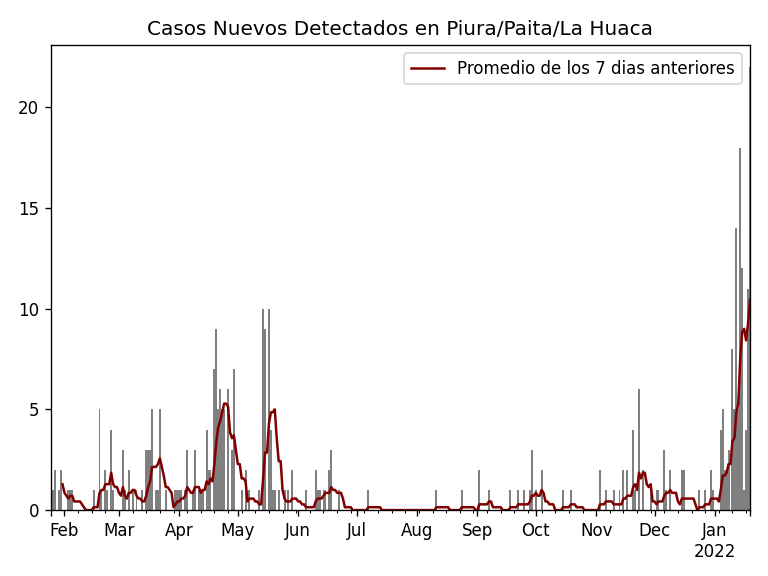 Casos Nuevos Detectados en Piura/Paita/La Huaca
Promedio de los 7 dias anteriores
20
15
10
5
0
Feb Mar Apr May Jun Jul Aug Sep Oct Nov Dec Jan
2022